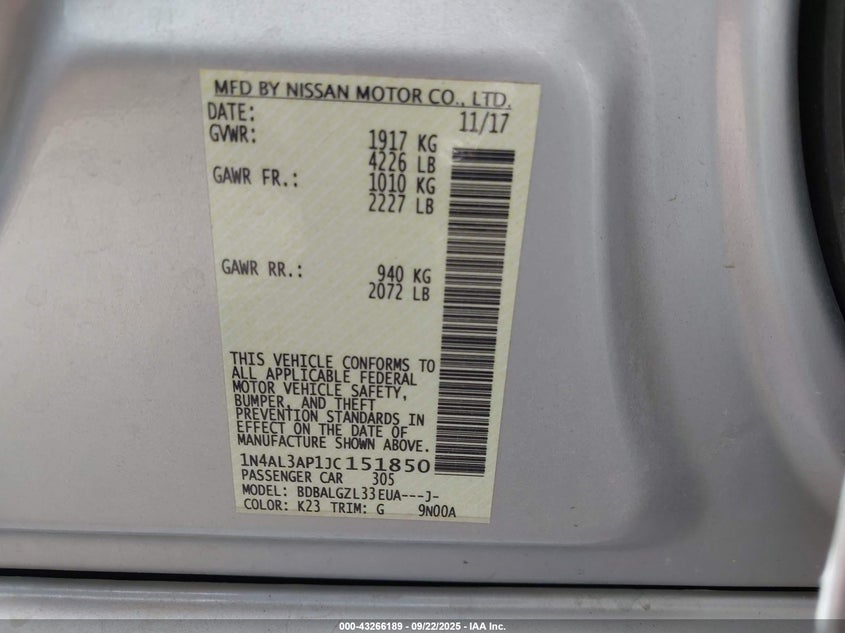 MFD BY NISSAN MOTOR CO., LTD.
DATE: 11/17
GVWR: 1917 KG
4226 LB
GAWR FR.: 1010 KG
2227 LB
GAWR RR.: 940 KG
2072 LB
THIS VEHICLE CONFORMS TO
ALL APPLICABLE FEDERAL
MOTOR VEHICLE SAFETY,
BUMPER, AND THEFT
PREVENTION STANDARDS IN
EFFECT ON THE DATE OF
MANUFACTURE SHOWN ABOVE.
1N4AL3AP1JC151850
PASSENGER CAR 305
MODEL: BDBALGZL33EUA---J-
COLOR: K23 TRIM: G 9N00A
000-43266189 - 09/22/2025 - IAA Inc.